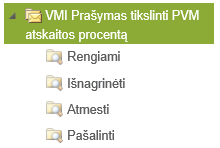 VMI Prašymas tikslinti PVM
atskaitos procentą
Rengiami
Išnagrinėti
Atmesti
Pašalinti